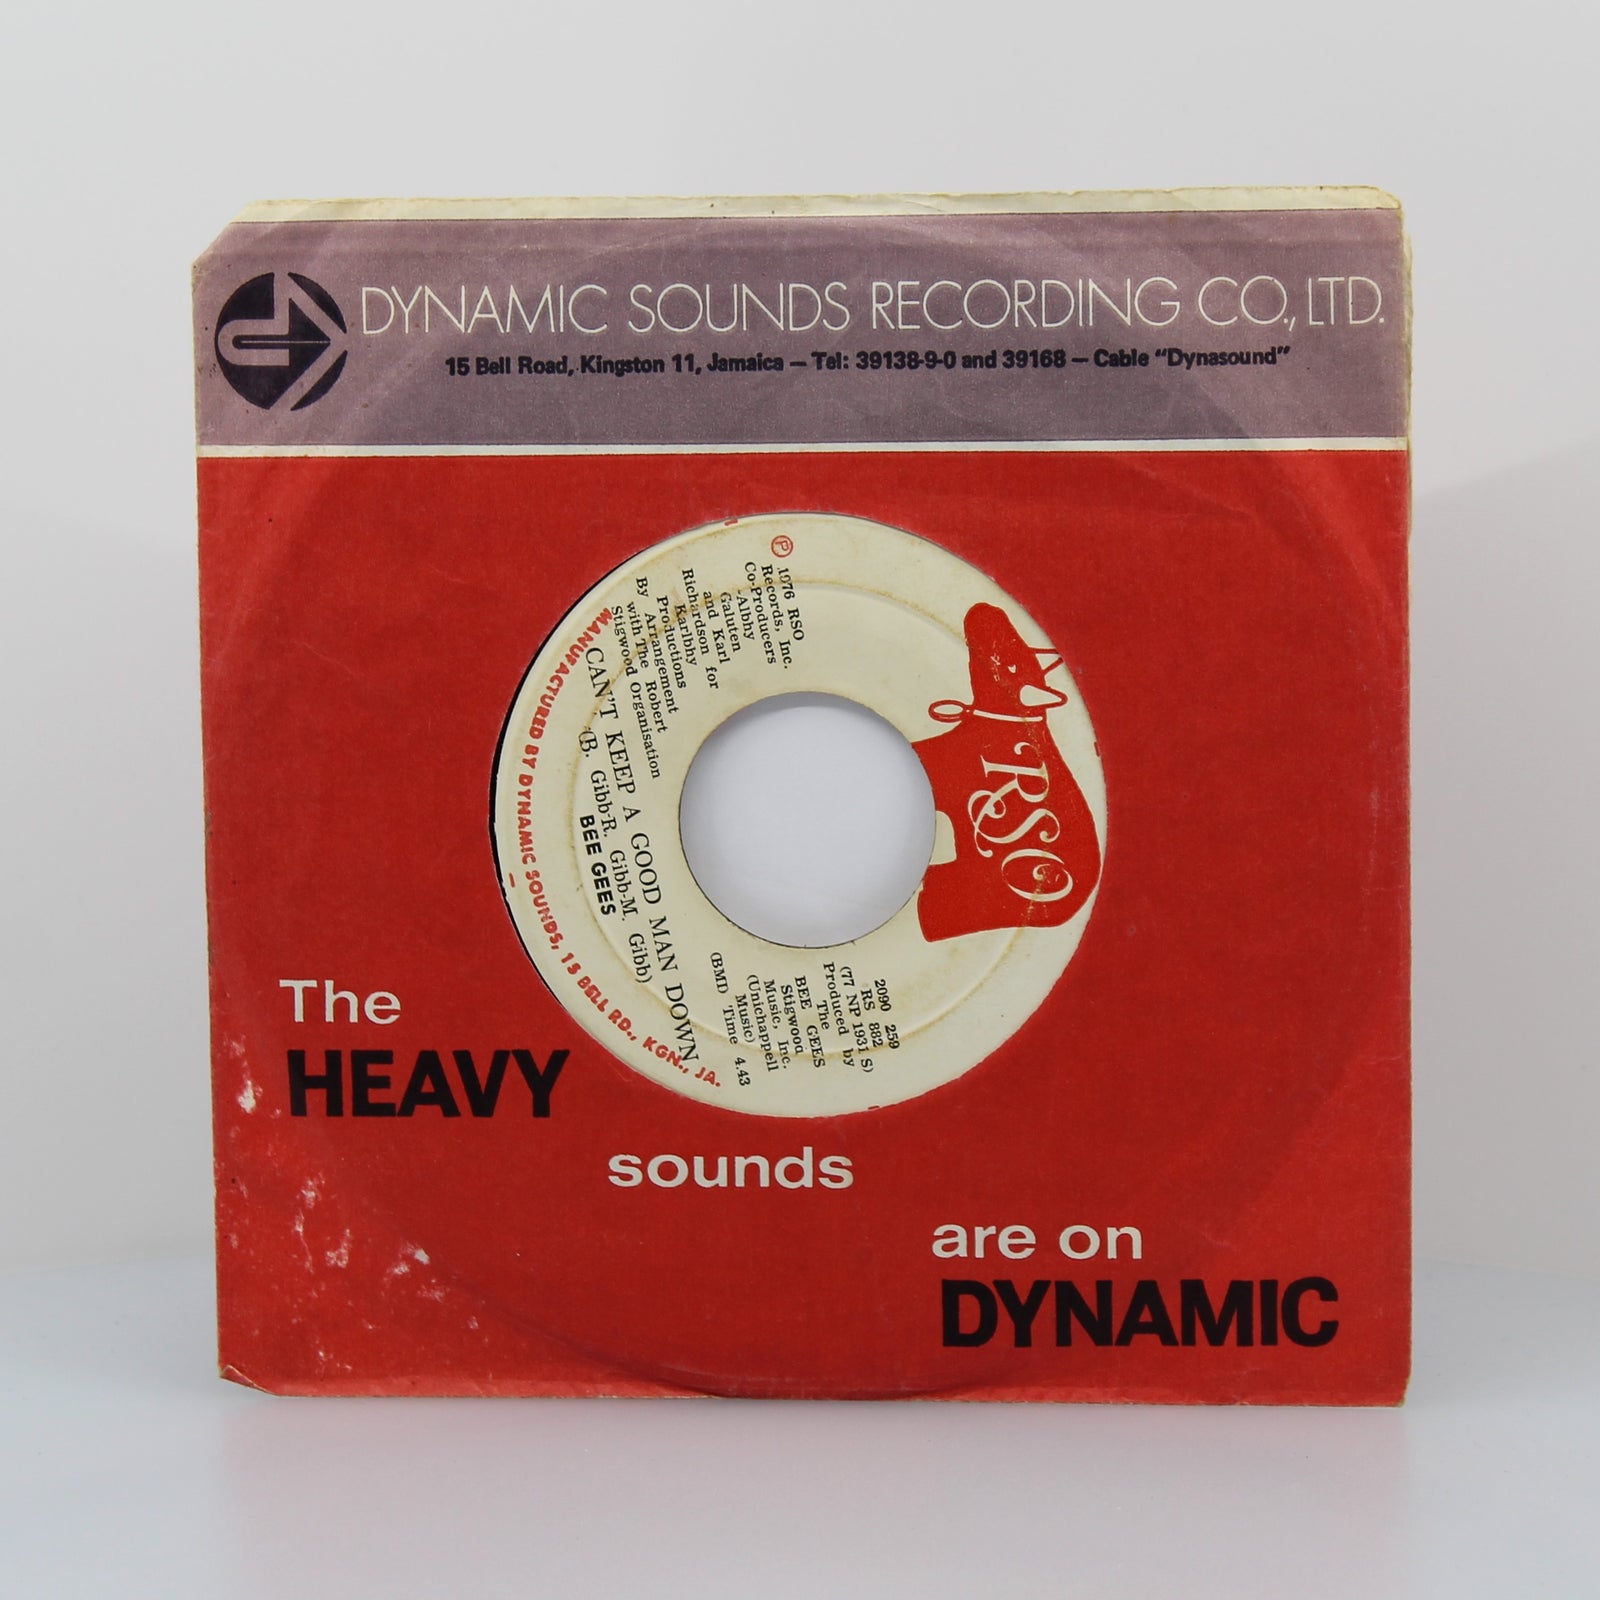 DYNAMIC SOUNDS RECORDING CO., LTD.
15 Bell Road, Kingston 11, Jamaica — Tel: 39138-9-0 and 39168 — Cable "Dynasound"
RSO
℗ 1976 RSO
Records, Inc.
Co-Producers
Albhy
Galuten
and Karl
Richardson for
Karlbhy
Productions
By Arrangement
with The Robert
Stigwood Organisation
2090 259
RS 882
(77 NP 1931 S)
Produced by
The
BEE GEES
Stigwood
Music, Inc.
(Unichappell
Music)
(BMD Time 4.43
CAN'T KEEP A GOOD MAN DOWN
(B. Gibb-R. Gibb-M. Gibb)
BEE GEES
MANUFACTURED BY DYNAMIC SOUNDS, 15 BELL RD., KGN., JA.
The
HEAVY
sounds
are on
DYNAMIC